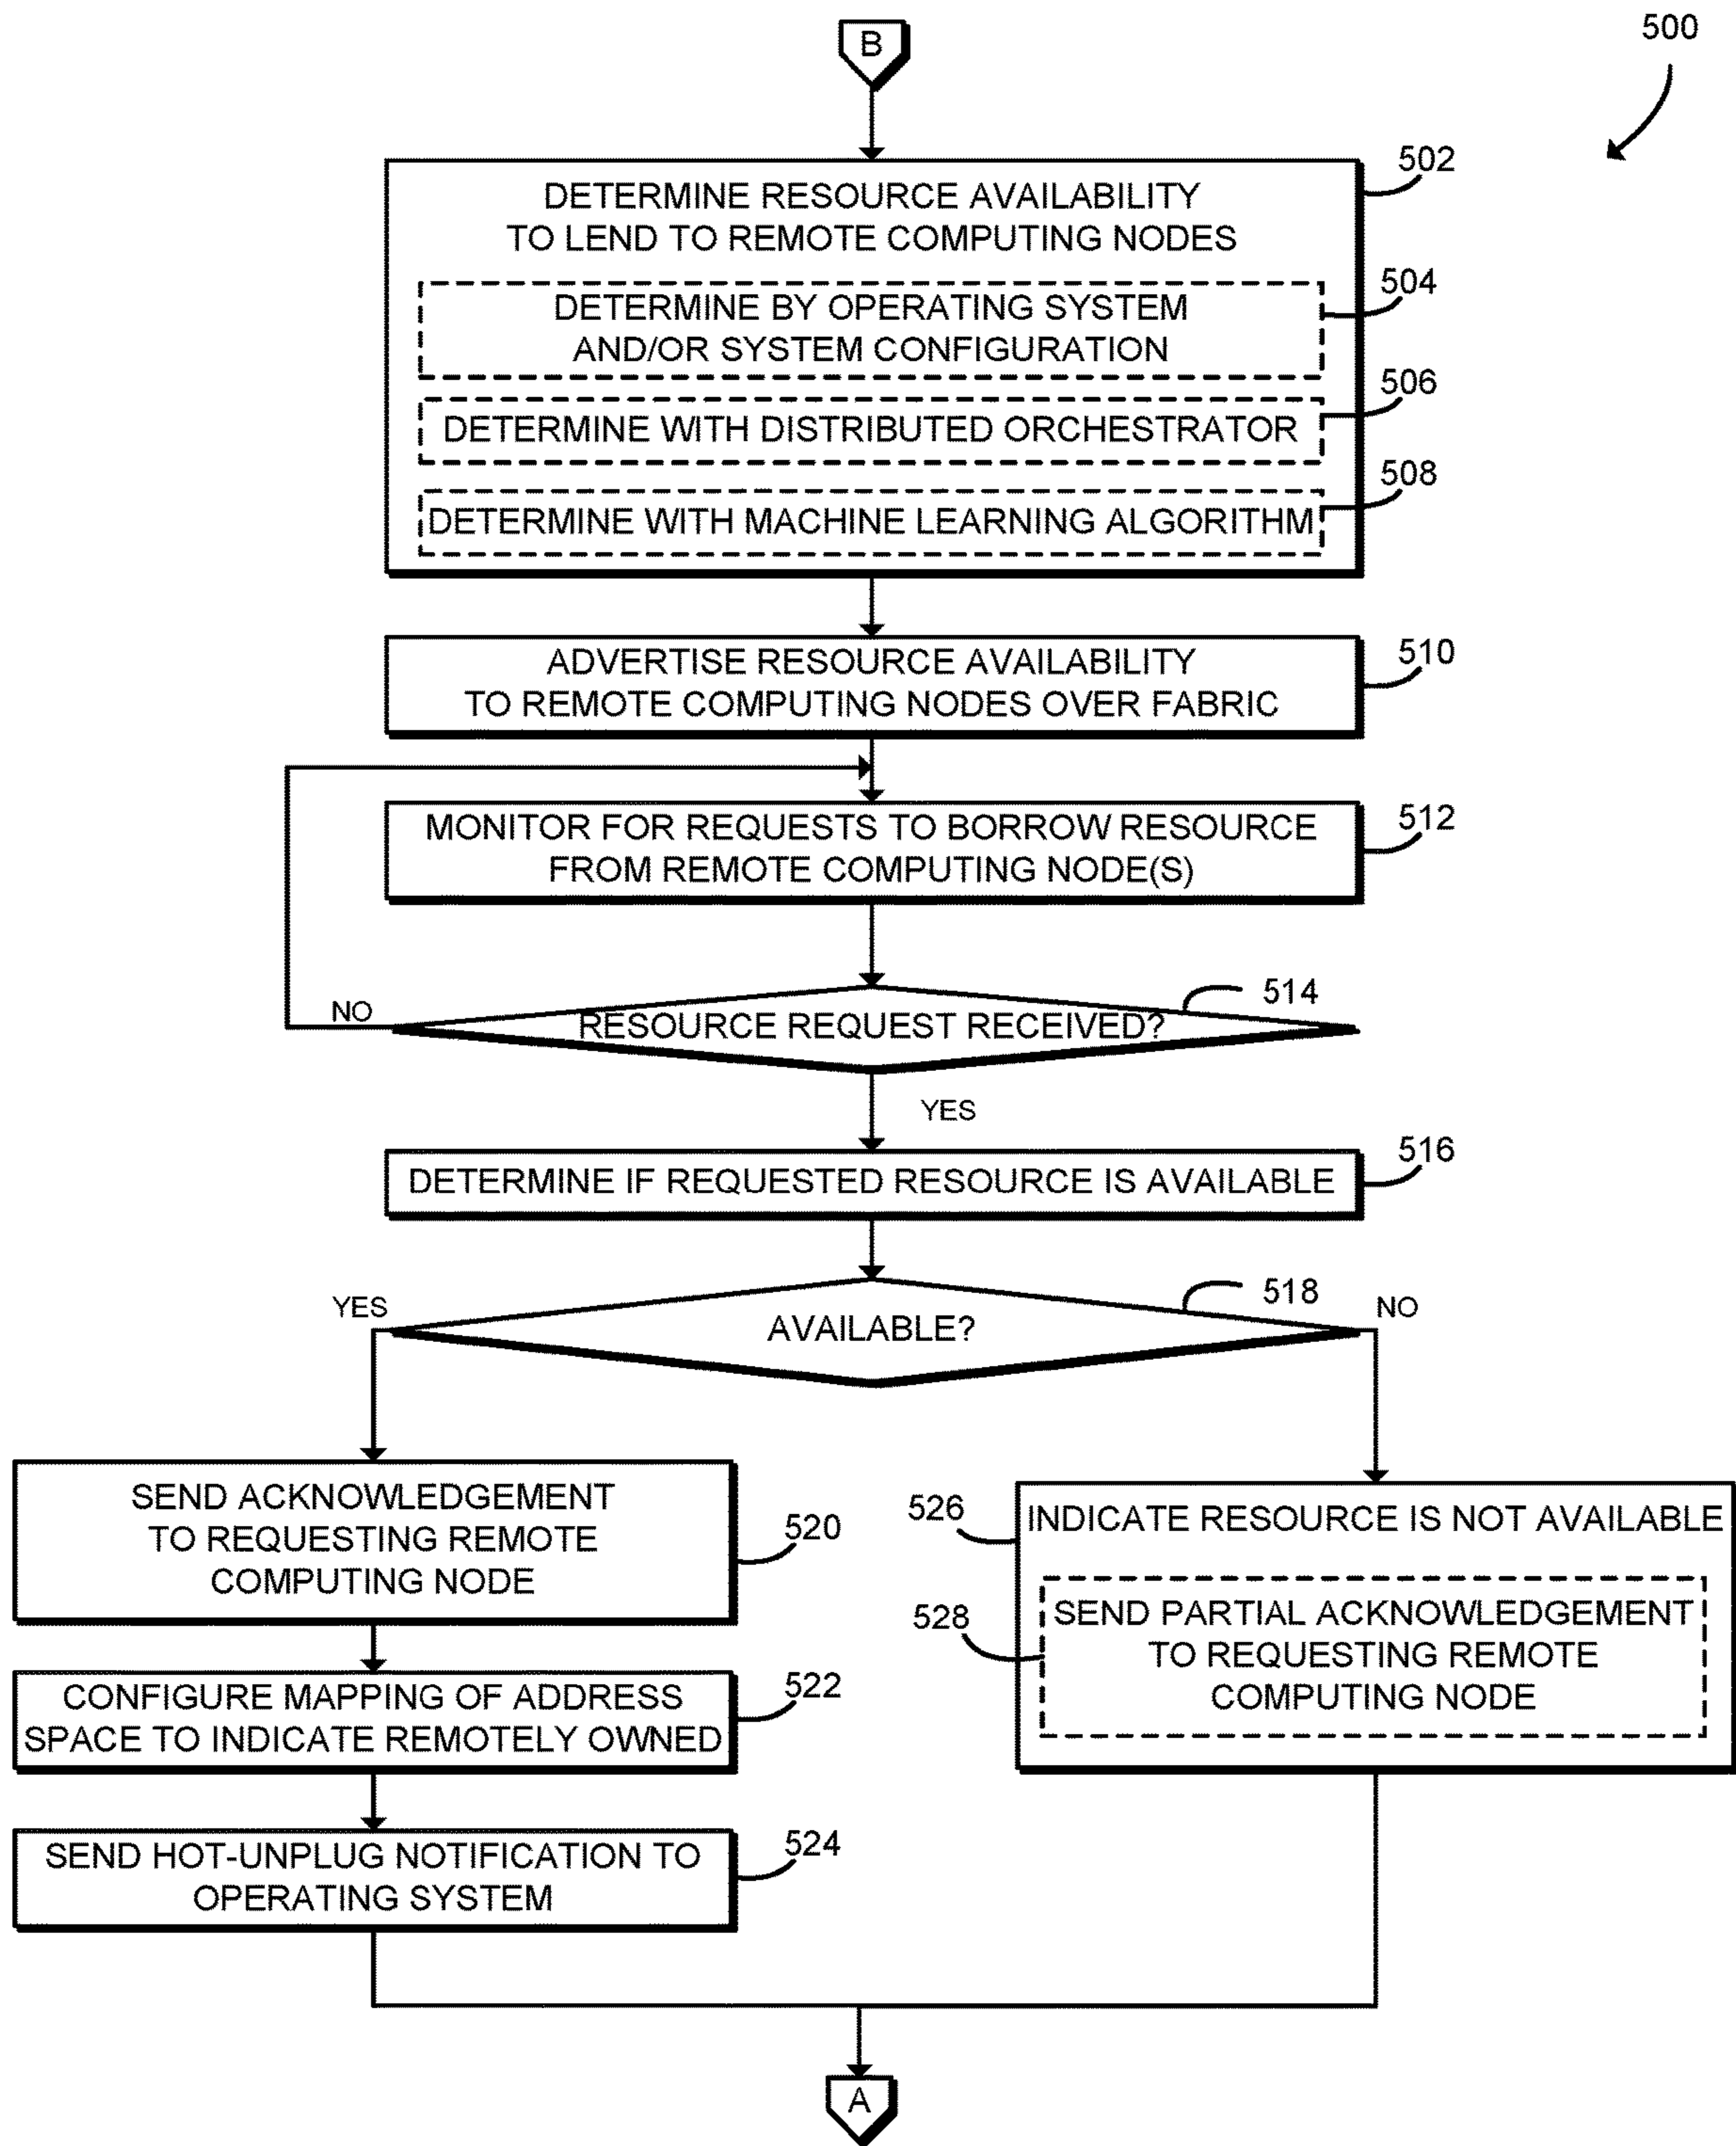 B
500
502
DETERMINE RESOURCE AVAILABILITY
TO LEND TO REMOTE COMPUTING NODES
504
DETERMINE BY OPERATING SYSTEM
AND/OR SYSTEM CONFIGURATION
506
DETERMINE WITH DISTRIBUTED ORCHESTRATOR
508
DETERMINE WITH MACHINE LEARNING ALGORITHM
510
ADVERTISE RESOURCE AVAILABILITY
TO REMOTE COMPUTING NODES OVER FABRIC
512
MONITOR FOR REQUESTS TO BORROW RESOURCE
FROM REMOTE COMPUTING NODE(S)
514
NO
RESOURCE REQUEST RECEIVED?
YES
516
DETERMINE IF REQUESTED RESOURCE IS AVAILABLE
518
YES
NO
AVAILABLE?
SEND ACKNOWLEDGEMENT
TO REQUESTING REMOTE
COMPUTING NODE
520
522
CONFIGURE MAPPING OF ADDRESS
SPACE TO INDICATE REMOTELY OWNED
524
SEND HOT-UNPLUG NOTIFICATION TO
OPERATING SYSTEM
526
INDICATE RESOURCE IS NOT AVAILABLE
528
SEND PARTIAL ACKNOWLEDGEMENT
TO REQUESTING REMOTE
COMPUTING NODE
A